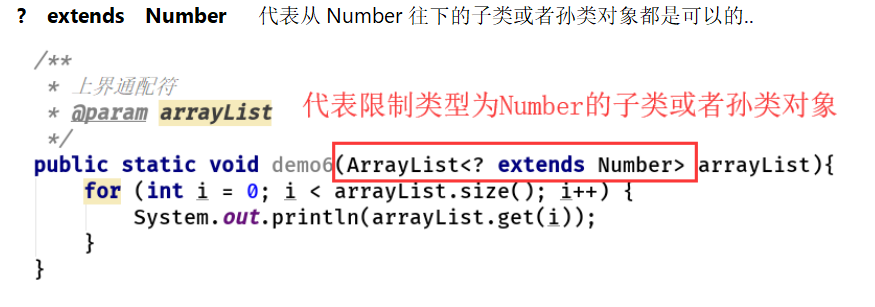 ? extends Number 代表从 Number 往下的子类或者孙类对象都是可以的..
/**
* 上界通配符
* @param arrayList
*/
代表限制类型为Number的子类或者孙类对象
public static void demo6(ArrayList<? extends Number> arrayList){
for (int i = 0; i < arrayList.size(); i++) {
System.out.println(arrayList.get(i));
}
}